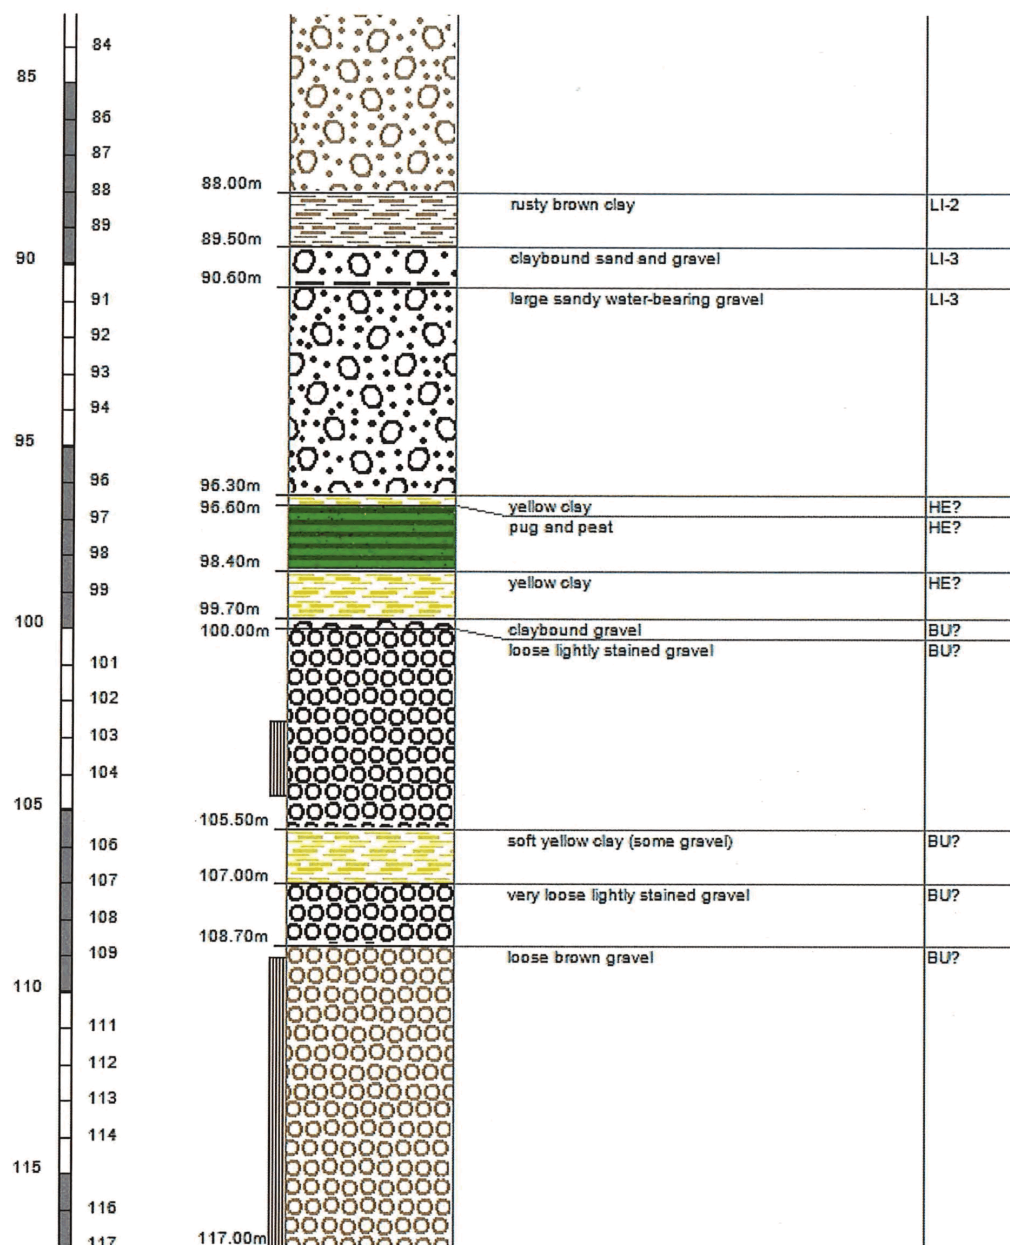 84
85
86
87
88.00m
88
rusty brown clay LI-2
89
89.50m
90
claybound sand and gravel LI-3
90.60m
91
large sandy water-bearing gravel LI-3
92
93
94
95
96
96.30m
96.60m
yellow clay HE?
97
pug and peat HE?
98
98.40m
99
yellow clay HE?
99.70m
100
100.00m
claybound gravel BU?
loose lightly stained gravel BU?
101
102
103
104
105
105.50m
106
soft yellow clay (some gravel) BU?
107
107.00m
very loose lightly stained gravel BU?
108
108.70m
109
loose brown gravel BU?
110
111
112
113
114
115
116
117
117.00m